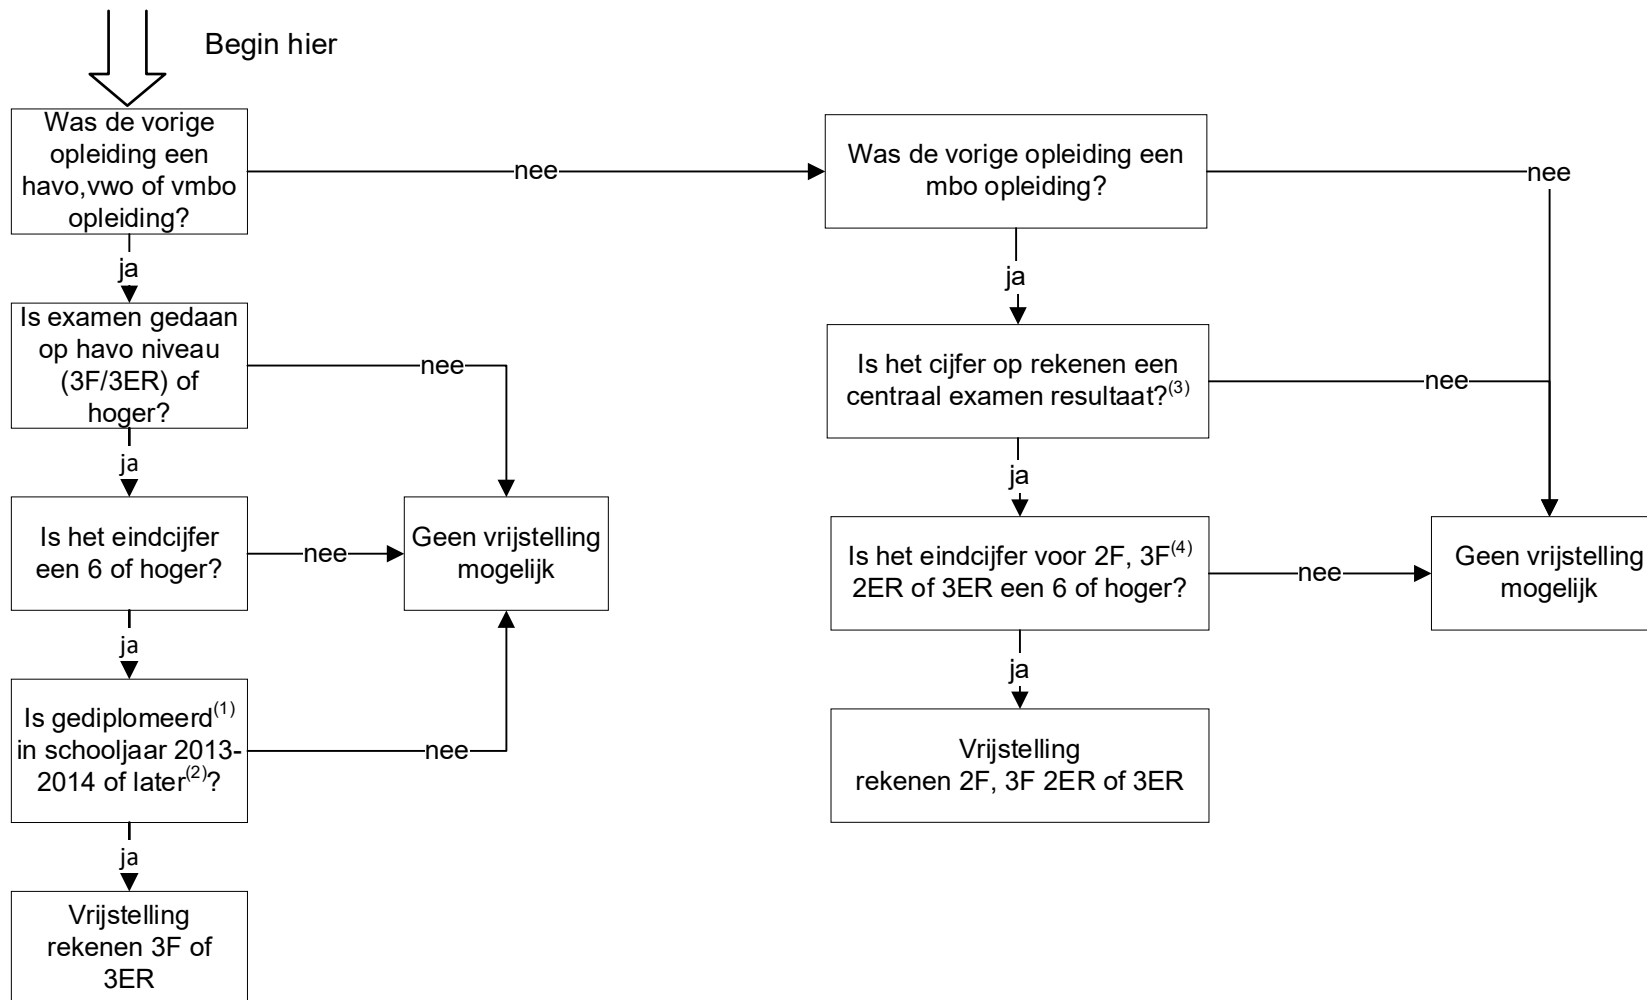 Begin hier
Was de vorige
opleiding een
havo,vwo of vmbo
opleiding?
nee
Was de vorige opleiding een
mbo opleiding?
nee
ja
ja
Is examen gedaan
op havo niveau
(3F/3ER) of
hoger?
nee
Is het cijfer op rekenen een
centraal examen resultaat?(3)
nee
ja
ja
Is het eindcijfer
een 6 of hoger?
nee
Geen vrijstelling
mogelijk
Is het eindcijfer voor 2F, 3F(4)
2ER of 3ER een 6 of hoger?
nee
Geen vrijstelling
mogelijk
ja
ja
Is gediplomeerd(1)
in schooljaar 2013-
2014 of later(2)?
nee
Vrijstelling
rekenen 2F, 3F 2ER of 3ER
ja
Vrijstelling
rekenen 3F of
3ER